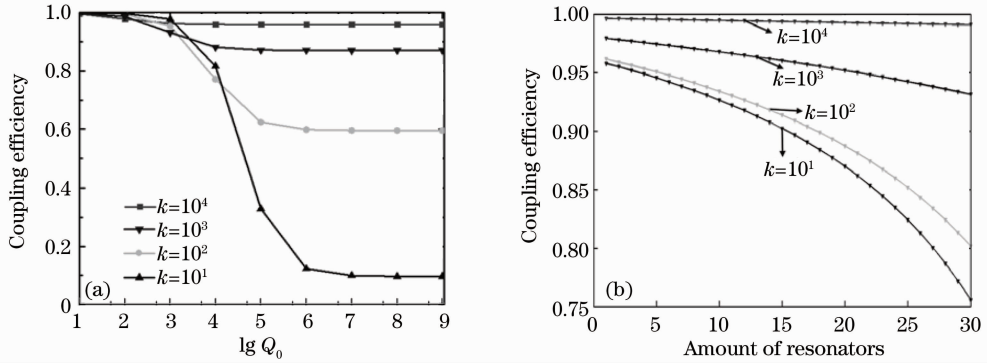 Coupling efficiency
1.0
0.8
0.6
0.4
0.2
0
k=10⁴
k=10³
k=10²
k=10¹
(a)
1 2 3 4 5 6 7 8 9
lg Q₀
Coupling efficiency
1.00
0.95
0.90
0.85
0.80
0.75
k=10⁴
k=10³
k=10²
k=10¹
(b)
5 10 15 20 25 30
Amount of resonators